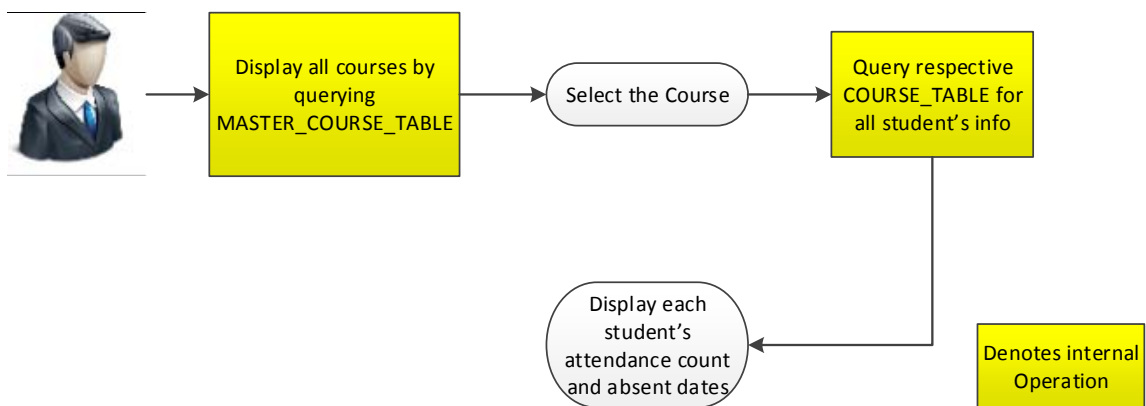 Display all courses by
querying
MASTER_COURSE_TABLE
Select the Course
Query respective
COURSE_TABLE for
all student's info
Display each
student's
attendance count
and absent dates
Denotes internal
Operation